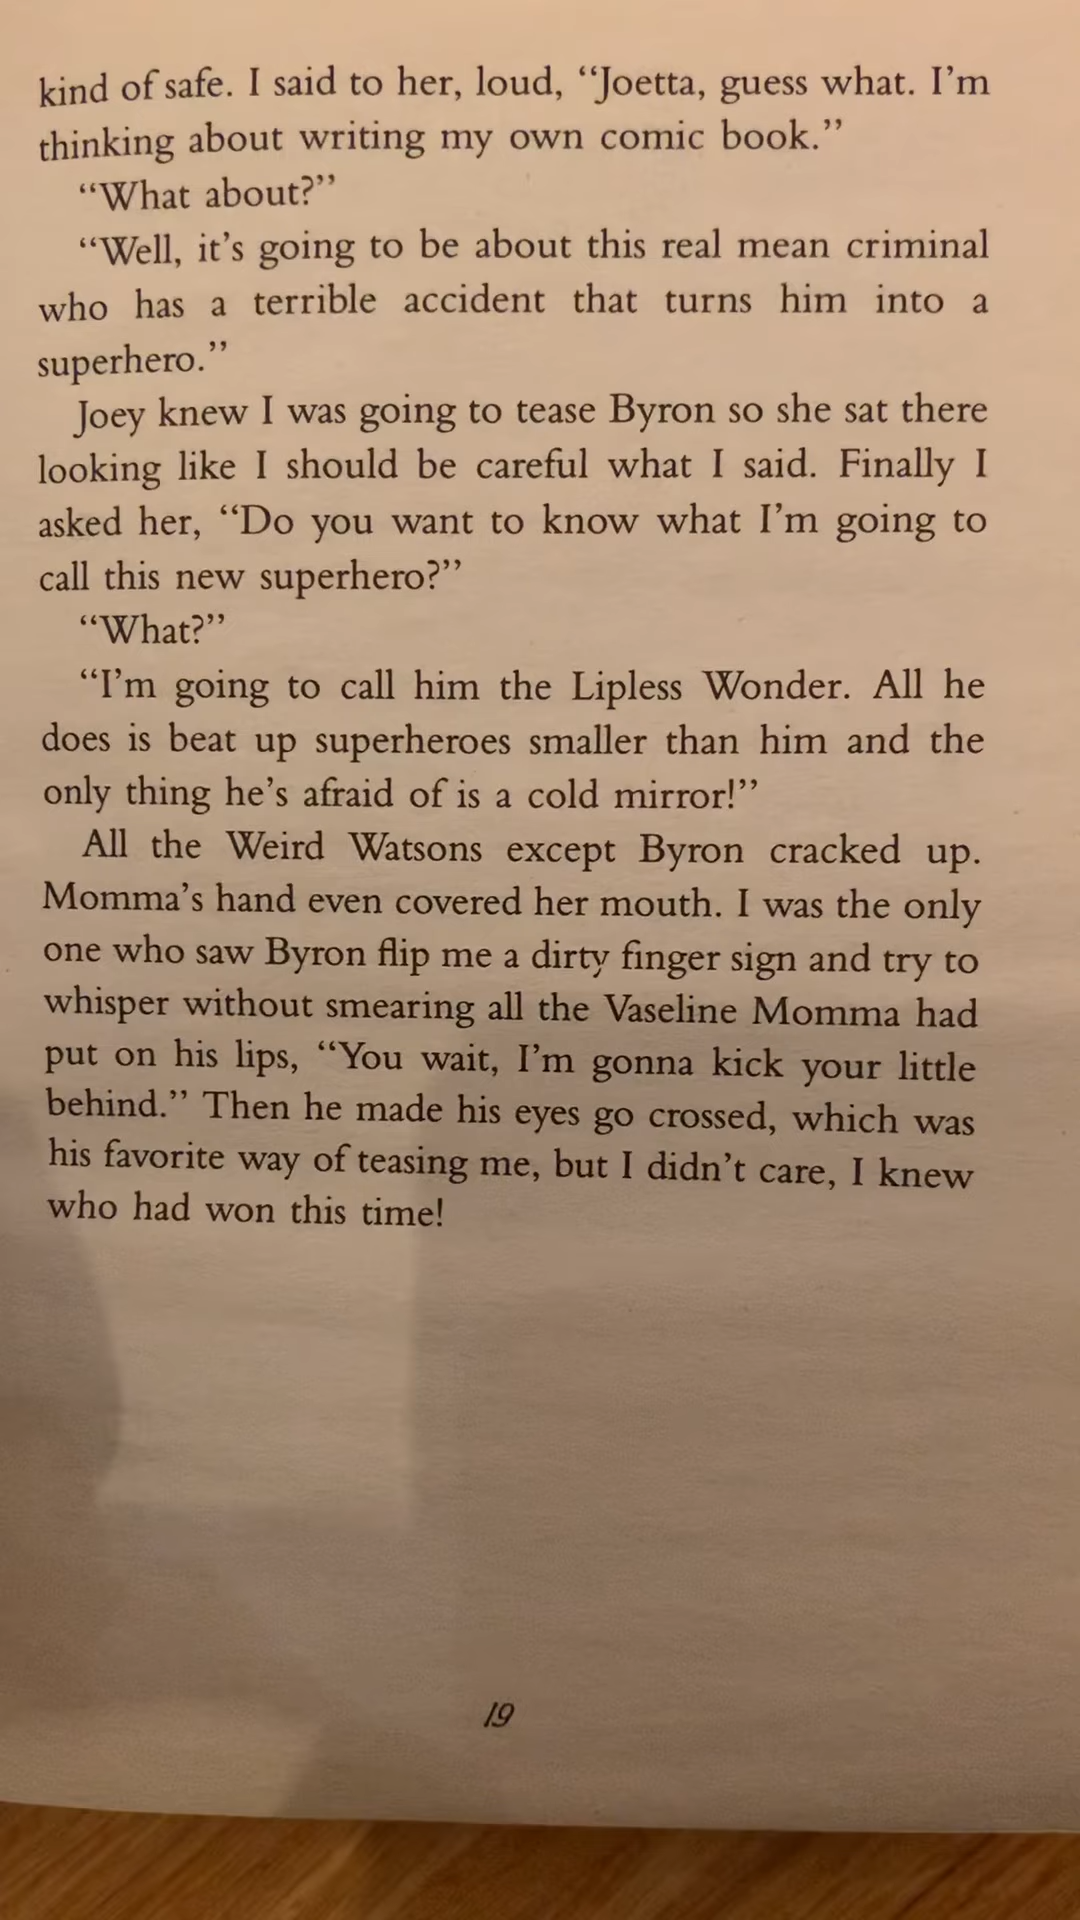 kind of safe. I said to her, loud, “Joetta, guess what. I’m
thinking about writing my own comic book.”
“What about?”
“Well, it’s going to be about this real mean criminal
who has a terrible accident that turns him into a
superhero.”
Joey knew I was going to tease Byron so she sat there
looking like I should be careful what I said. Finally I
asked her, “Do you want to know what I’m going to
call this new superhero?”
“What?”
“I’m going to call him the Lipless Wonder. All he
does is beat up superheroes smaller than him and the
only thing he’s afraid of is a cold mirror!”
All the Weird Watsons except Byron cracked up.
Momma’s hand even covered her mouth. I was the only
one who saw Byron flip me a dirty finger sign and try to
whisper without smearing all the Vaseline Momma had
put on his lips, “You wait, I’m gonna kick your little
behind.” Then he made his eyes go crossed, which was
his favorite way of teasing me, but I didn’t care, I knew
who had won this time!
19